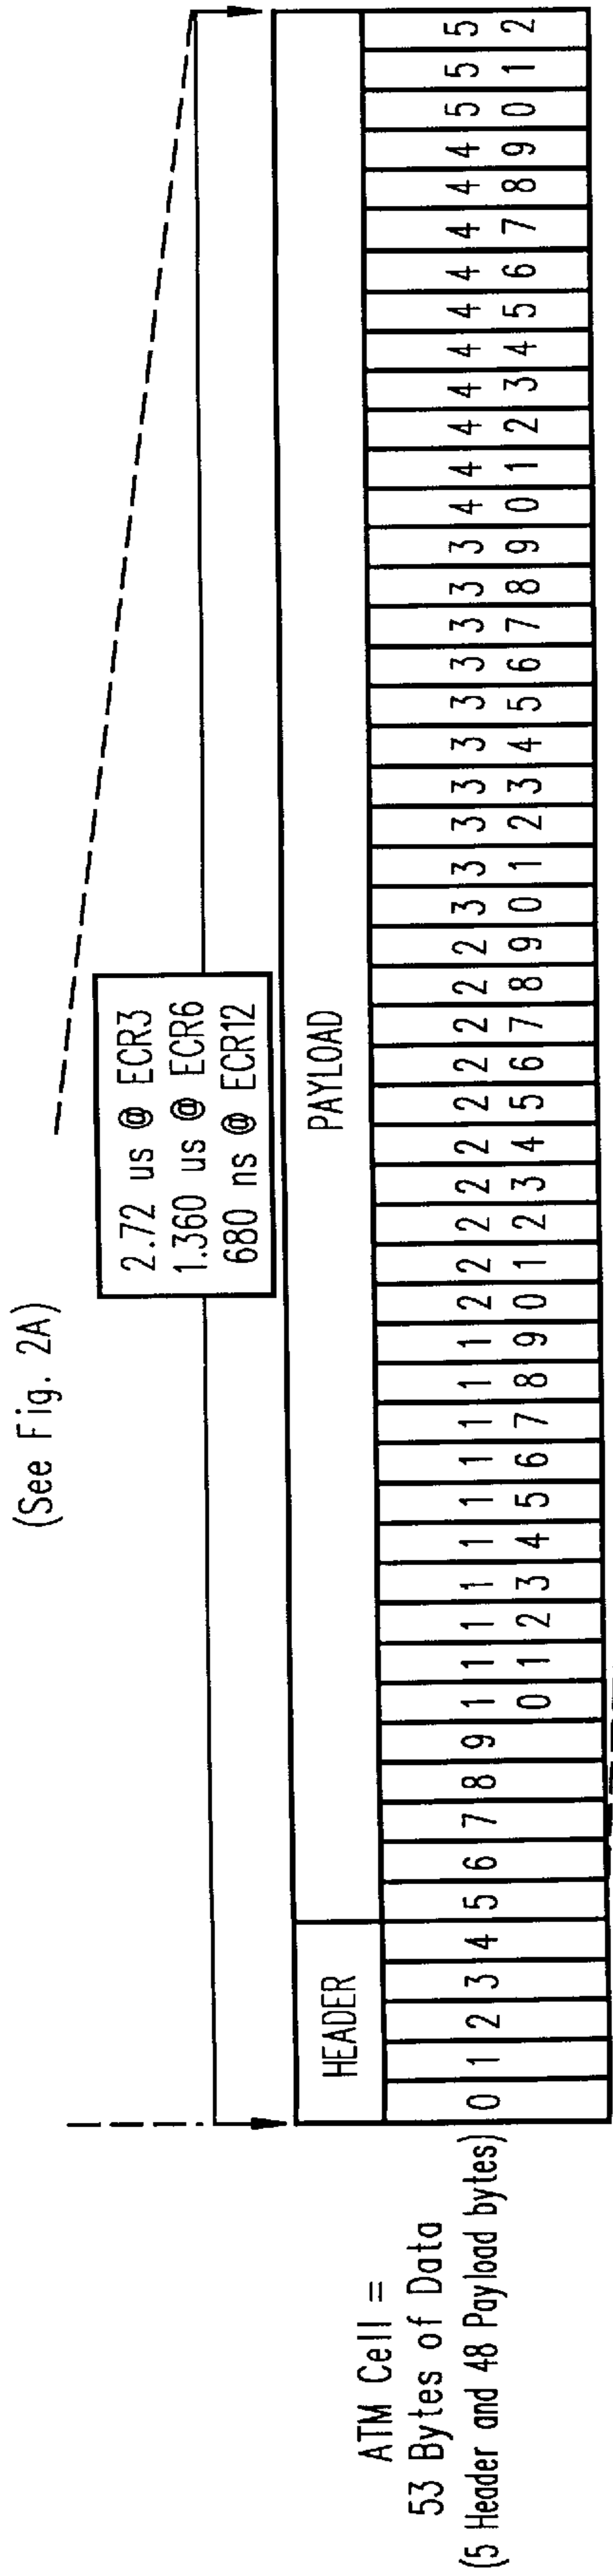 (See Fig. 2A)
2.72 us @ ECR3
1.360 us @ ECR6
680 ns @ ECR12
HEADER
PAYLOAD
ATM Cell =
53 Bytes of Data
(5 Header and 48 Payload bytes)
0 1 2 3 4 5 6 7 8 9 10 11 12 13 14 15 16 17 18 19 20 21 22 23 24 25 26 27 28 29 30 31 32 33 34 35 36 37 38 39 40 41 42 43 44 45 46 47 48 49 50 51 52